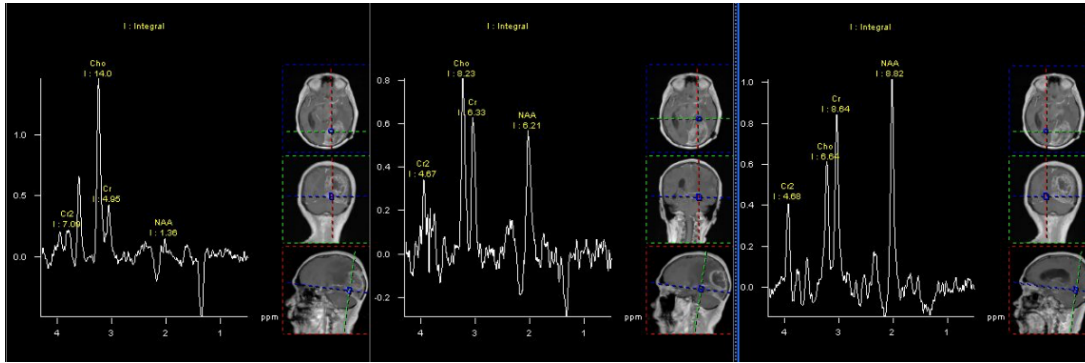 I : Integral
Cho
I : 14.0
1.0
0.5
Cr
I : 4.95
Cr2
I : 7.09
NAA
I : 1.36
0.0
4
3
2
1
ppm
I : Integral
Cho
I : 8.23
0.8
Cr
I : 6.33
NAA
I : 6.21
0.6
0.4
Cr2
I : 4.67
0.2
0.0
-0.2
4
3
2
1
ppm
I : Integral
NAA
I : 8.82
1.0
Cr
I : 8.64
0.8
Cho
I : 6.64
0.6
Cr2
I : 4.68
0.4
0.2
0.0
4
3
2
1
ppm